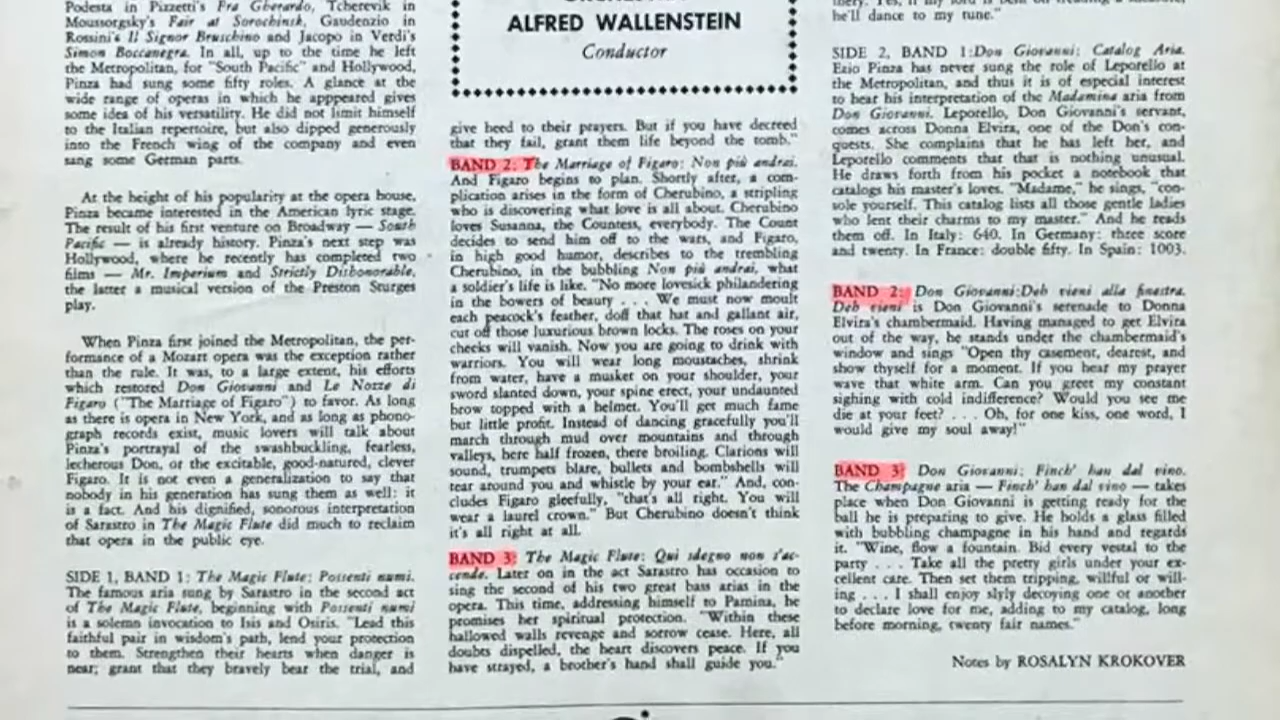 Podesta in Pizzetti's Fra Gherardo, Tcherevik in
Moussorgsky's Fair at Sorochinsk, Gaudenzio in
Rossini's Il Signor Bruschino and Jacopo in Verdi's
Simon Boccanegra. In all, up to the time he left
the Metropolitan, for "South Pacific" and Hollywood,
Pinza had sung some fifty roles. A glance at the
wide range of operas in which he apppeared gives
some idea of his versatility. He did not limit himself
to the Italian repertoire, but also dipped generously
into the French wing of the company and even
sang some German parts.
At the height of his popularity at the opera house,
Pinza became interested in the American lyric stage.
The result of his first venture on Broadway — South
Pacific — is already history. Pinza's next step was
Hollywood, where he recently has completed two
films — Mr. Imperium and Strictly Dishonorable,
the latter a musical version of the Preston Sturges
play.
When Pinza first joined the Metropolitan, the per-
formance of a Mozart opera was the exception rather
than the rule. It was, to a large extent, his efforts
which restored Don Giovanni and Le Nozze di
Figaro ("The Marriage of Figaro") to favor. As long
as there is opera in New York, and as long as phono-
graph records exist, music lovers will talk about
Pinza's portrayal of the swashbuckling, fearless,
lecherous Don, or the excitable, good-natured, clever
Figaro. It is not even a generalization to say that
nobody in his generation has sung them as well: it
is a fact. And his dignified, sonorous interpretation
of Sarastro in The Magic Flute did much to reclaim
that opera in the public eye.
SIDE 1, BAND 1: The Magic Flute: Possenti numi.
The famous aria sung by Sarastro in the second act
of The Magic Flute, beginning with Possenti numi
is a solemn invocation to Isis and Osiris. "Lead this
faithful pair in wisdom's path, lend your protection
to them. Strengthen their hearts when danger is
near; grant that they bravely bear the trial, and
ALFRED WALLENSTEIN
Conductor
give heed to their prayers. But if you have decreed
that they fail, grant them life beyond the tomb."
BAND 2: The Marriage of Figaro: Non più andrai.
And Figaro begins to plan. Shortly after, a com-
plication arises in the form of Cherubino, a stripling
who is discovering what love is all about. Cherubino
loves Susanna, the Countess, everybody. The Count
decides to send him off to the wars, and Figaro,
in high good humor, describes to the trembling
Cherubino, in the bubbling Non più andrai, what
a soldier's life is like. "No more lovesick philandering
in the bowers of beauty . . . We must now moult
each peacock's feather, doff that hat and gallant air,
cut off those luxurious brown locks. The roses on your
cheeks will vanish. Now you are going to drink with
warriors. You will wear long moustaches, shrink
from water, have a musket on your shoulder, your
sword slanted down, your spine erect, your undaunted
brow topped with a helmet. You'll get much fame
but little profit. Instead of dancing gracefully you'll
march through mud over mountains and through
valleys, here half frozen, there broiling. Clarions will
sound, trumpets blare, bullets and bombshells will
tear around you and whistle by your ear." And, con-
cludes Figaro gleefully, "that's all right. You will
wear a laurel crown." But Cherubino doesn't think
it's all right at all.
BAND 3: The Magic Flute: Qui sdegno non s'ac-
cende. Later on in the act Sarastro has occasion to
sing the second of his two great bass arias in the
opera. This time, addressing himself to Pamina, he
promises her spiritual protection. "Within these
hallowed walls revenge and sorrow cease. Here, all
doubts dispelled, the heart discovers peace. If you
have strayed, a brother's hand shall guide you."
he'll dance to my tune."
SIDE 2, BAND 1:Don Giovanni: Catalog Aria.
Ezio Pinza has never sung the role of Leporello at
the Metropolitan, and thus it is of especial interest
to hear his interpretation of the Madamina aria from
Don Giovanni. Leporello, Don Giovanni's servant,
comes across Donna Elvira, one of the Don's con-
quests. She complains that he has left her, and
Leporello comments that that is nothing unusual.
He draws forth from his pocket a notebook that
catalogs his master's loves. "Madame," he sings, "con-
sole yourself. This catalog lists all those gentle ladies
who lent their charms to my master." And he reads
them off. In Italy: 640. In Germany: three score
and twenty. In France: double fifty. In Spain: 1003.
BAND 2: Don Giovanni:Deh vieni alla finestra.
Deh vieni is Don Giovanni's serenade to Donna
Elvira's chambermaid. Having managed to get Elvira
out of the way, he stands under the chambermaid's
window and sings "Open thy casement, dearest, and
show thyself for a moment. If you hear my prayer
wave that white arm. Can you greet my constant
sighing with cold indifference? Would you see me
die at your feet? . . . Oh, for one kiss, one word, I
would give my soul away!"
BAND 3: Don Giovanni: Finch' han dal vino.
The Champagne aria — Finch' han dal vino — takes
place when Don Giovanni is getting ready for the
ball he is preparing to give. He holds a glass filled
with bubbling champagne in his hand and regards
it. "Wine, flow a fountain. Bid every vestal to the
party . . . Take all the pretty girls under your ex-
cellent care. Then set them tripping, willful or will-
ing . . . I shall enjoy slyly decoying one or another
to declare love for me, adding to my catalog, long
before morning, twenty fair names."
Notes by ROSALYN KROKOVER